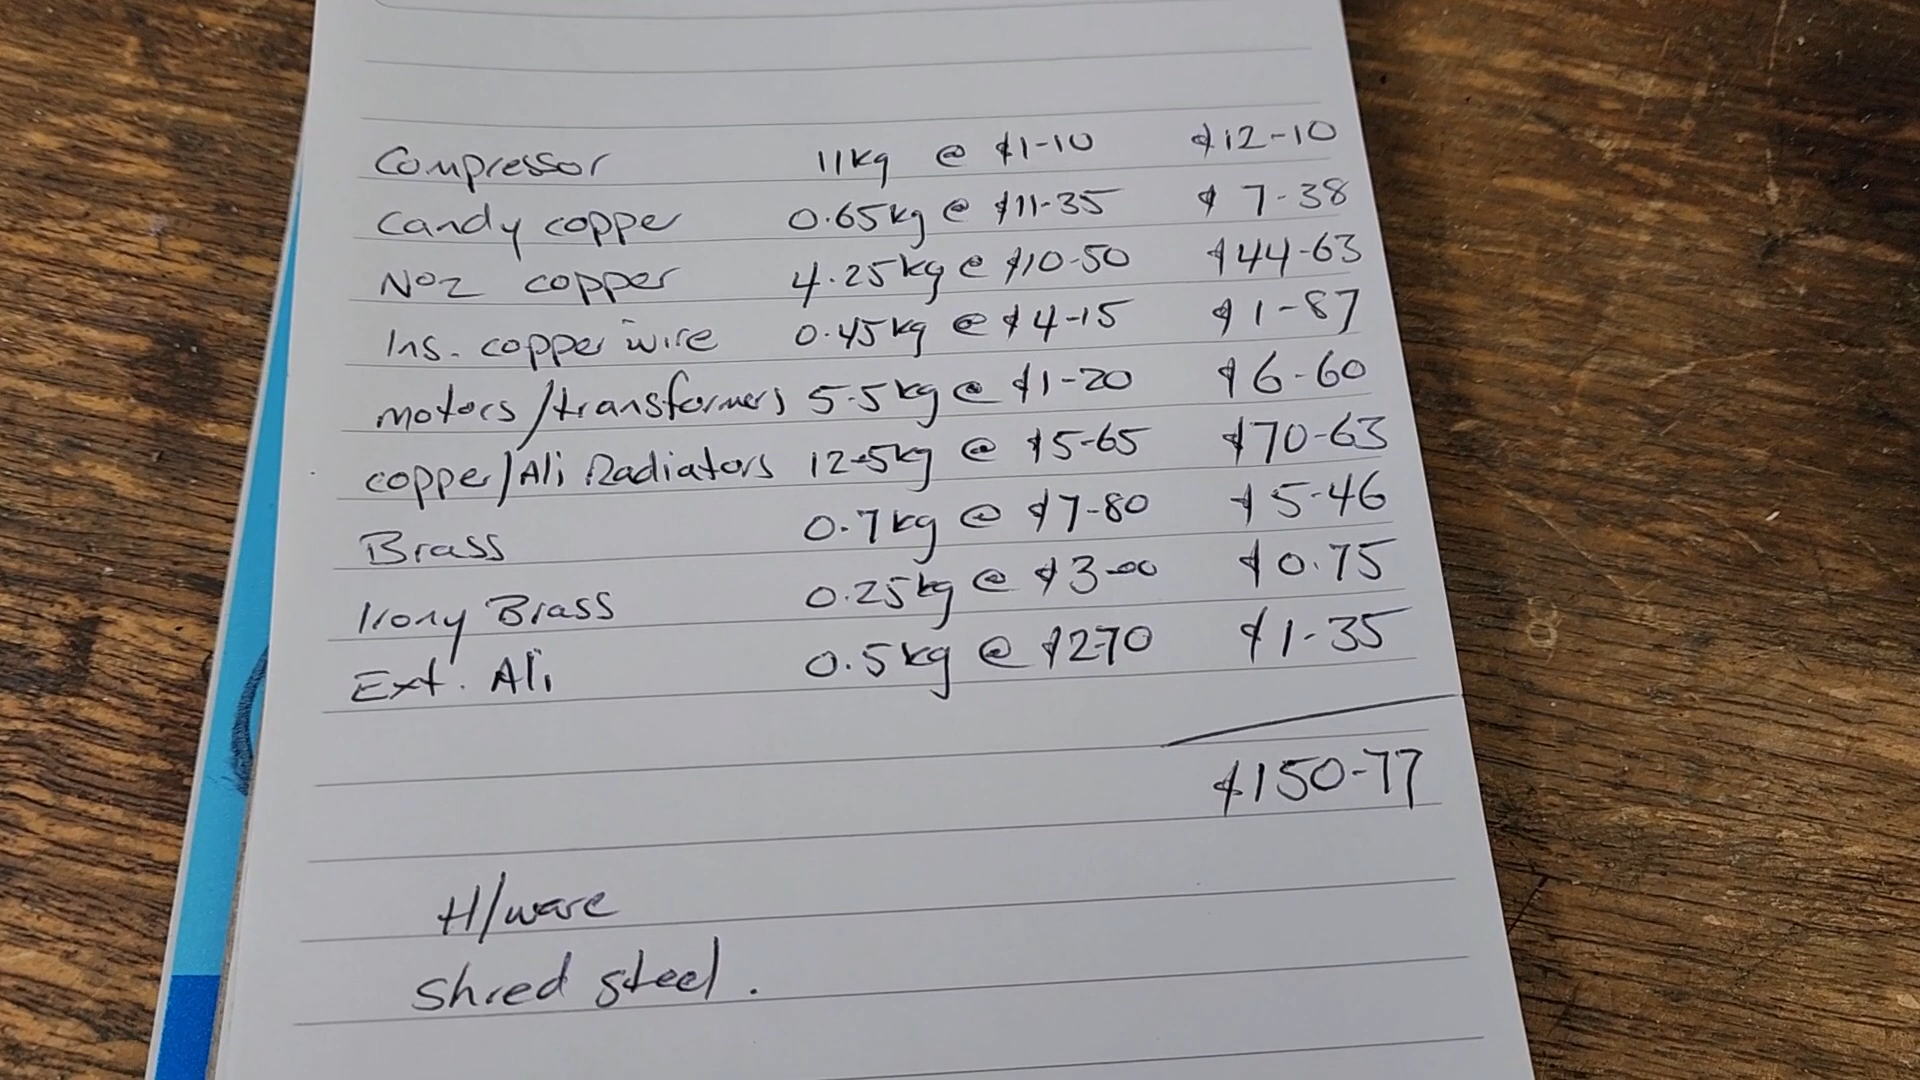 Compressor 11kg @ $1-10 $12-10
Candy copper 0.65kg @ $11-35 $7-38
No2 copper 4.25kg @ $10-50 $44-63
Ins. copper wire 0.45kg @ $4-15 $1-87
motors/transformers 5.5kg @ $1-20 $6-60
copper/Ali Radiators 12.5kg @ $5-65 $70-63
Brass 0.7kg @ $7-80 $5-46
Irony Brass 0.25kg @ $3-00 $0.75
Ext. Ali 0.5kg @ $2-70 $1-35
$150-77
H/ware
Shred steel.